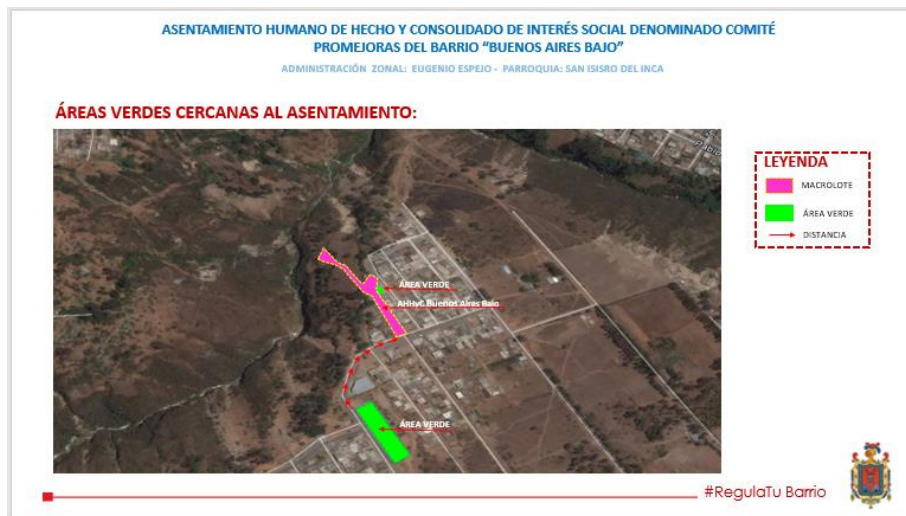 ASENTAMIENTO HUMANO DE HECHO Y CONSOLIDADO DE INTERÉS SOCIAL DENOMINADO COMITÉ
PROMEJORAS DEL BARRIO “BUENOS AIRES BAJO”
ADMINISTRACIÓN ZONAL: EUGENIO ESPEJO - PARROQUIA: SAN ISISRO DEL INCA
ÁREAS VERDES CERCANAS AL ASENTAMIENTO:
LEYENDA
MACROLOTE
ÁREA VERDE
DISTANCIA
ÁREA VERDE
AHHyC Buenos Aires Bajo
ÁREA VERDE
#RegulaTu Barrio